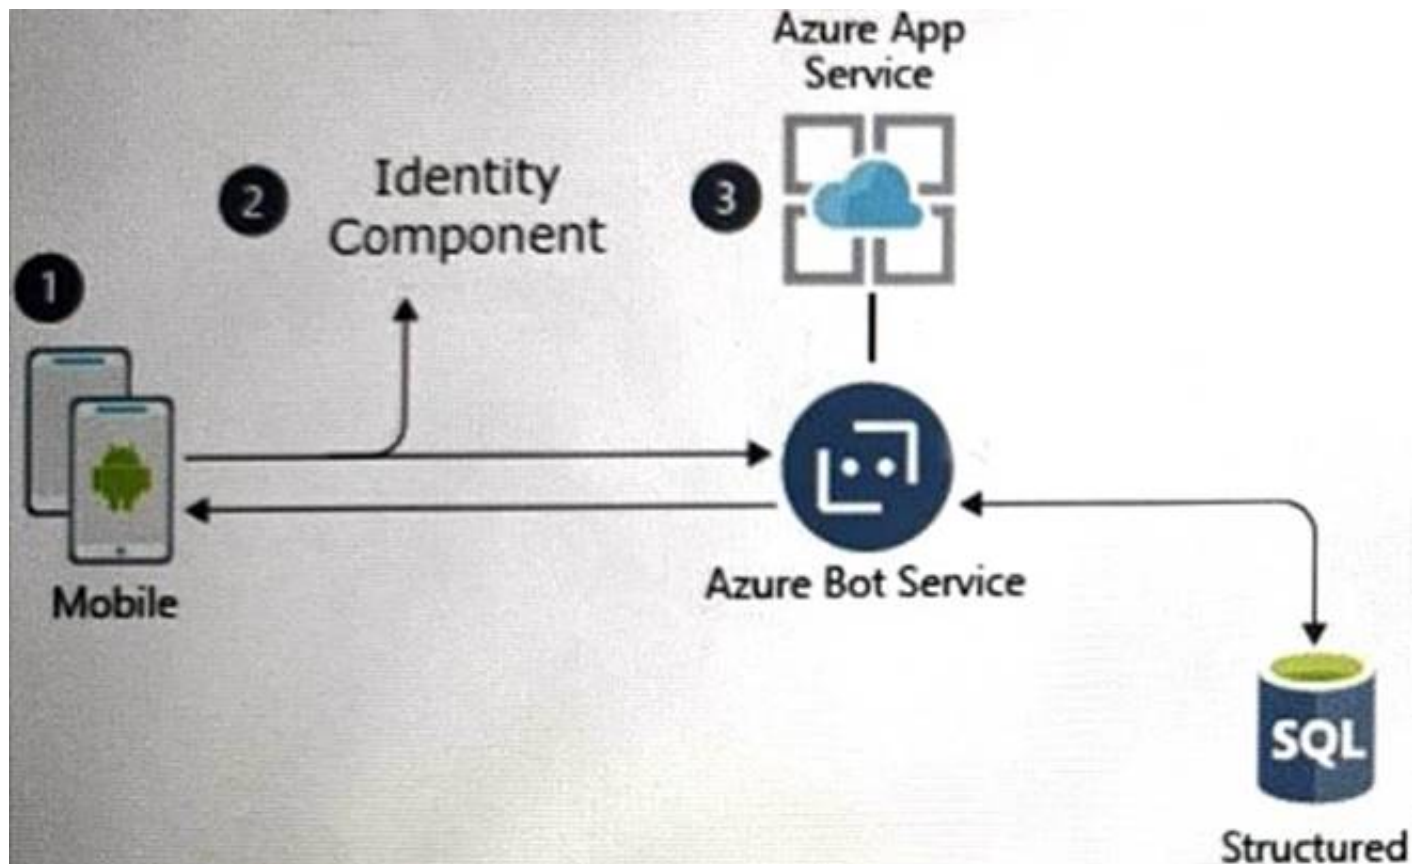 Azure App
Service
2
Identity
Component
3
1
Mobile
Azure Bot Service
SQL
Structured